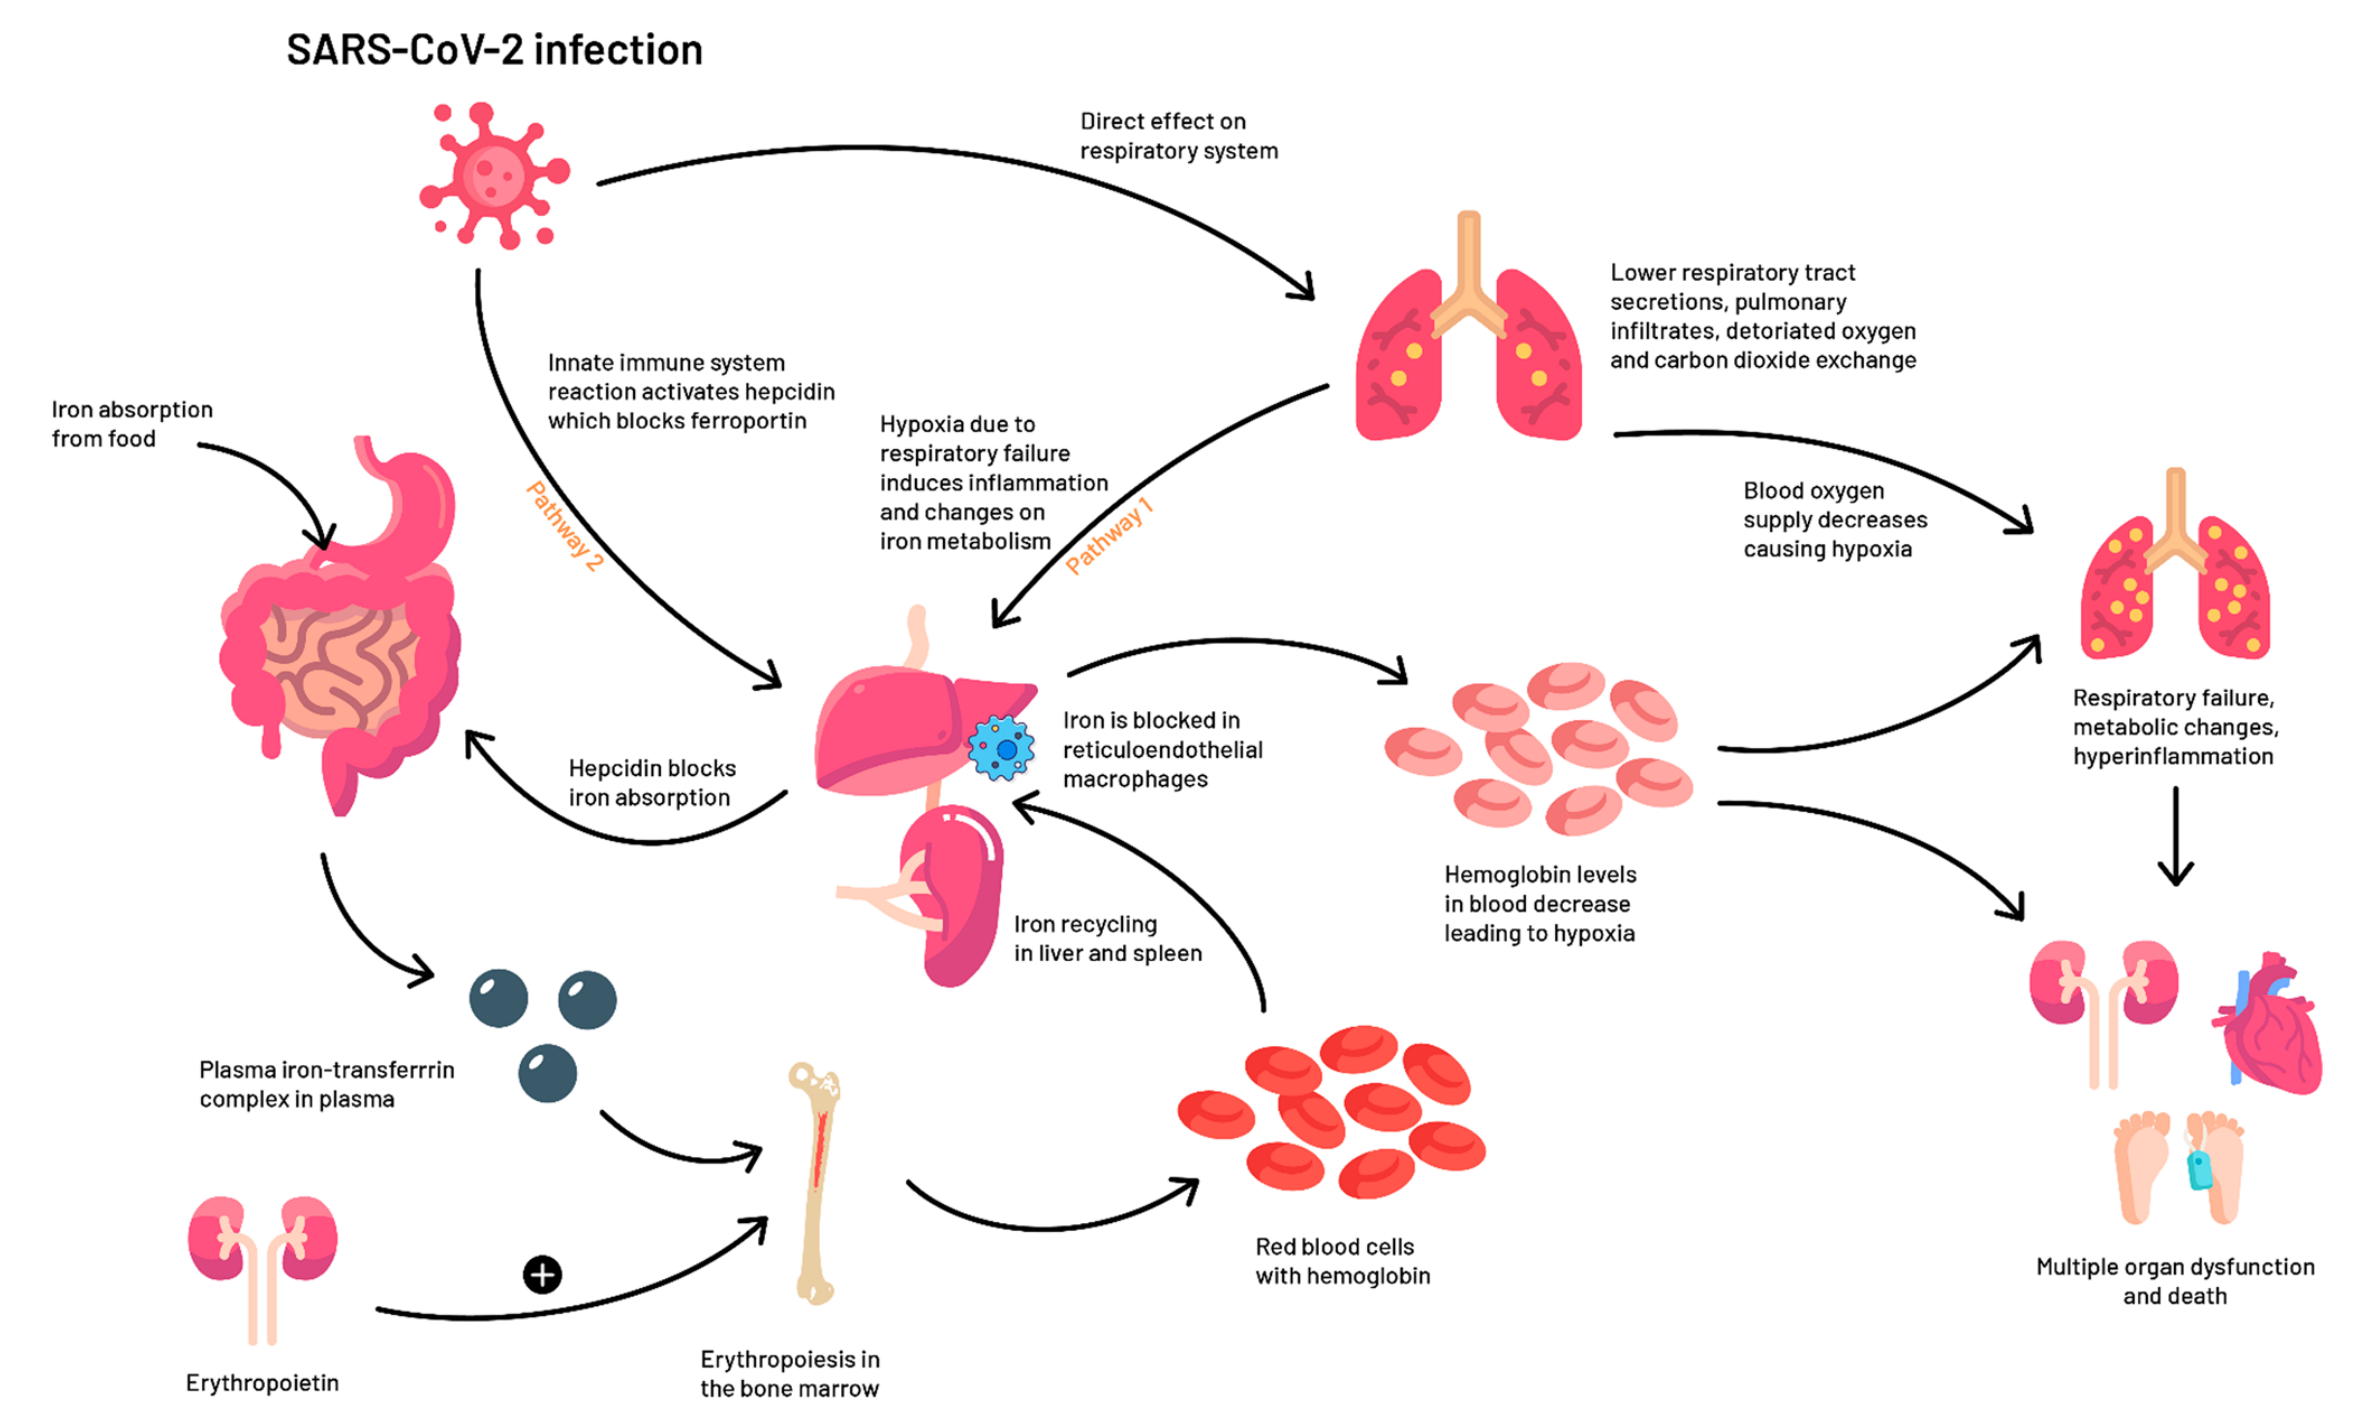 SARS-CoV-2 infection
Direct effect on
respiratory system
Lower respiratory tract
secretions, pulmonary
infiltrates, detoriated oxygen
and carbon dioxide exchange
Innate immune system
reaction activates hepcidin
which blocks ferroportin
Iron absorption
from food
Hypoxia due to
respiratory failure
induces inflammation
and changes on
iron metabolism
Pathway 2
Pathway 1
Blood oxygen
supply decreases
causing hypoxia
Respiratory failure,
metabolic changes,
hyperinflammation
Iron is blocked in
reticuloendothelial
macrophages
Hepcidin blocks
iron absorption
Hemoglobin levels
in blood decrease
leading to hypoxia
Iron recycling
in liver and spleen
Plasma iron-transferrrin
complex in plasma
Red blood cells
with hemoglobin
Multiple organ dysfunction
and death
Erythropoietin
Erythropoiesis in
the bone marrow